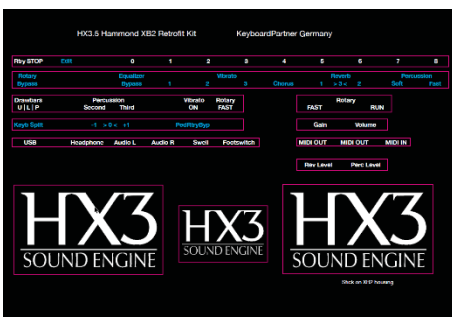 HX3.5 Hammond XB2 Retrofit Kit KeyboardPartner Germany
Rty STOP Edit 0 1 2 3 4 5 6 7 8
Rotary Equalizer Vibrato Reverb Percussion
Bypass Bypass 1 2 3 Chorus 1 > 3 < 2 Soft Fast
Drawbars Percussion Vibrato Rotary Rotary
U | L | P Second Third ON FAST FAST RUN
Keyb Split -1 > 0 < +1 PedRtryByp Gain Volume
USB Headphone Audio L Audio R Swell Footswitch MIDI OUT MIDI OUT MIDI IN
Rev Level Perc Level
HX3 HX3 HX3
SOUND ENGINE SOUND ENGINE SOUND ENGINE